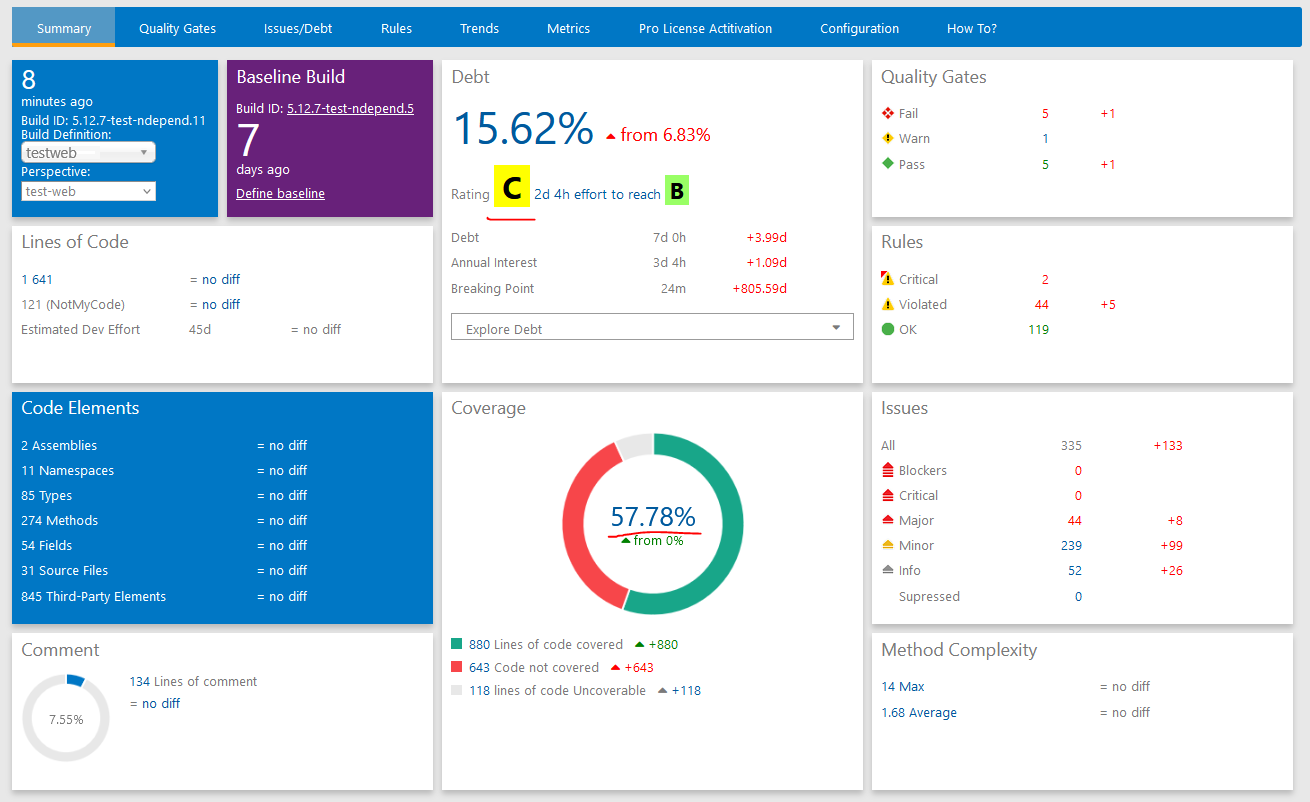 Summary Quality Gates Issues/Debt Rules Trends Metrics Pro License Actitivation Configuration How To?
8
minutes ago
Build ID: 5.12.7-test-ndepend.11
Build Definition:
testweb
Perspective:
test-web
Baseline Build
Build ID: 5.12.7-test-ndepend.5
7
days ago
Define baseline
Debt
15.62% from 6.83%
Rating C 2d 4h effort to reach B
Debt 7d 0h +3.99d
Annual Interest 3d 4h +1.09d
Breaking Point 24m +805.59d
Explore Debt
Quality Gates
Fail 5 +1
Warn 1
Pass 5 +1
Lines of Code
1 641 = no diff
121 (NotMyCode) = no diff
Estimated Dev Effort 45d = no diff
Rules
Critical 2
Violated 44 +5
OK 119
Code Elements
2 Assemblies = no diff
11 Namespaces = no diff
85 Types = no diff
274 Methods = no diff
54 Fields = no diff
31 Source Files = no diff
845 Third-Party Elements = no diff
Coverage
57.78%
from 0%
880 Lines of code covered +880
643 Code not covered +643
118 lines of code Uncoverable +118
Issues
All 335 +133
Blockers 0
Critical 0
Major 44 +8
Minor 239 +99
Info 52 +26
Supressed 0
Comment
7.55%
134 Lines of comment
= no diff
Method Complexity
14 Max = no diff
1.68 Average = no diff